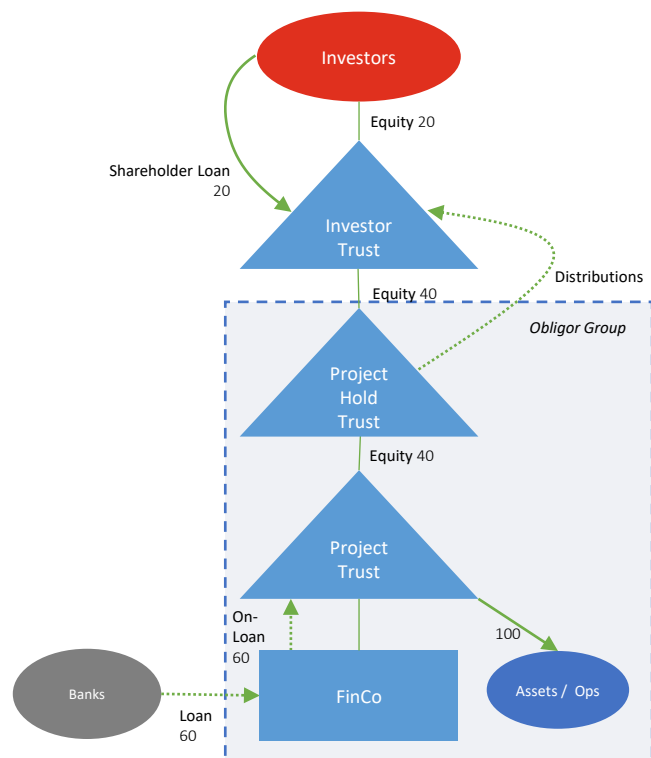 Investors
Equity 20
Shareholder Loan
20
Investor
Trust
Distributions
Equity 40
Obligor Group
Project
Hold
Trust
Equity 40
Project
Trust
On-
Loan
60
100
Banks
Loan
60
FinCo
Assets / Ops